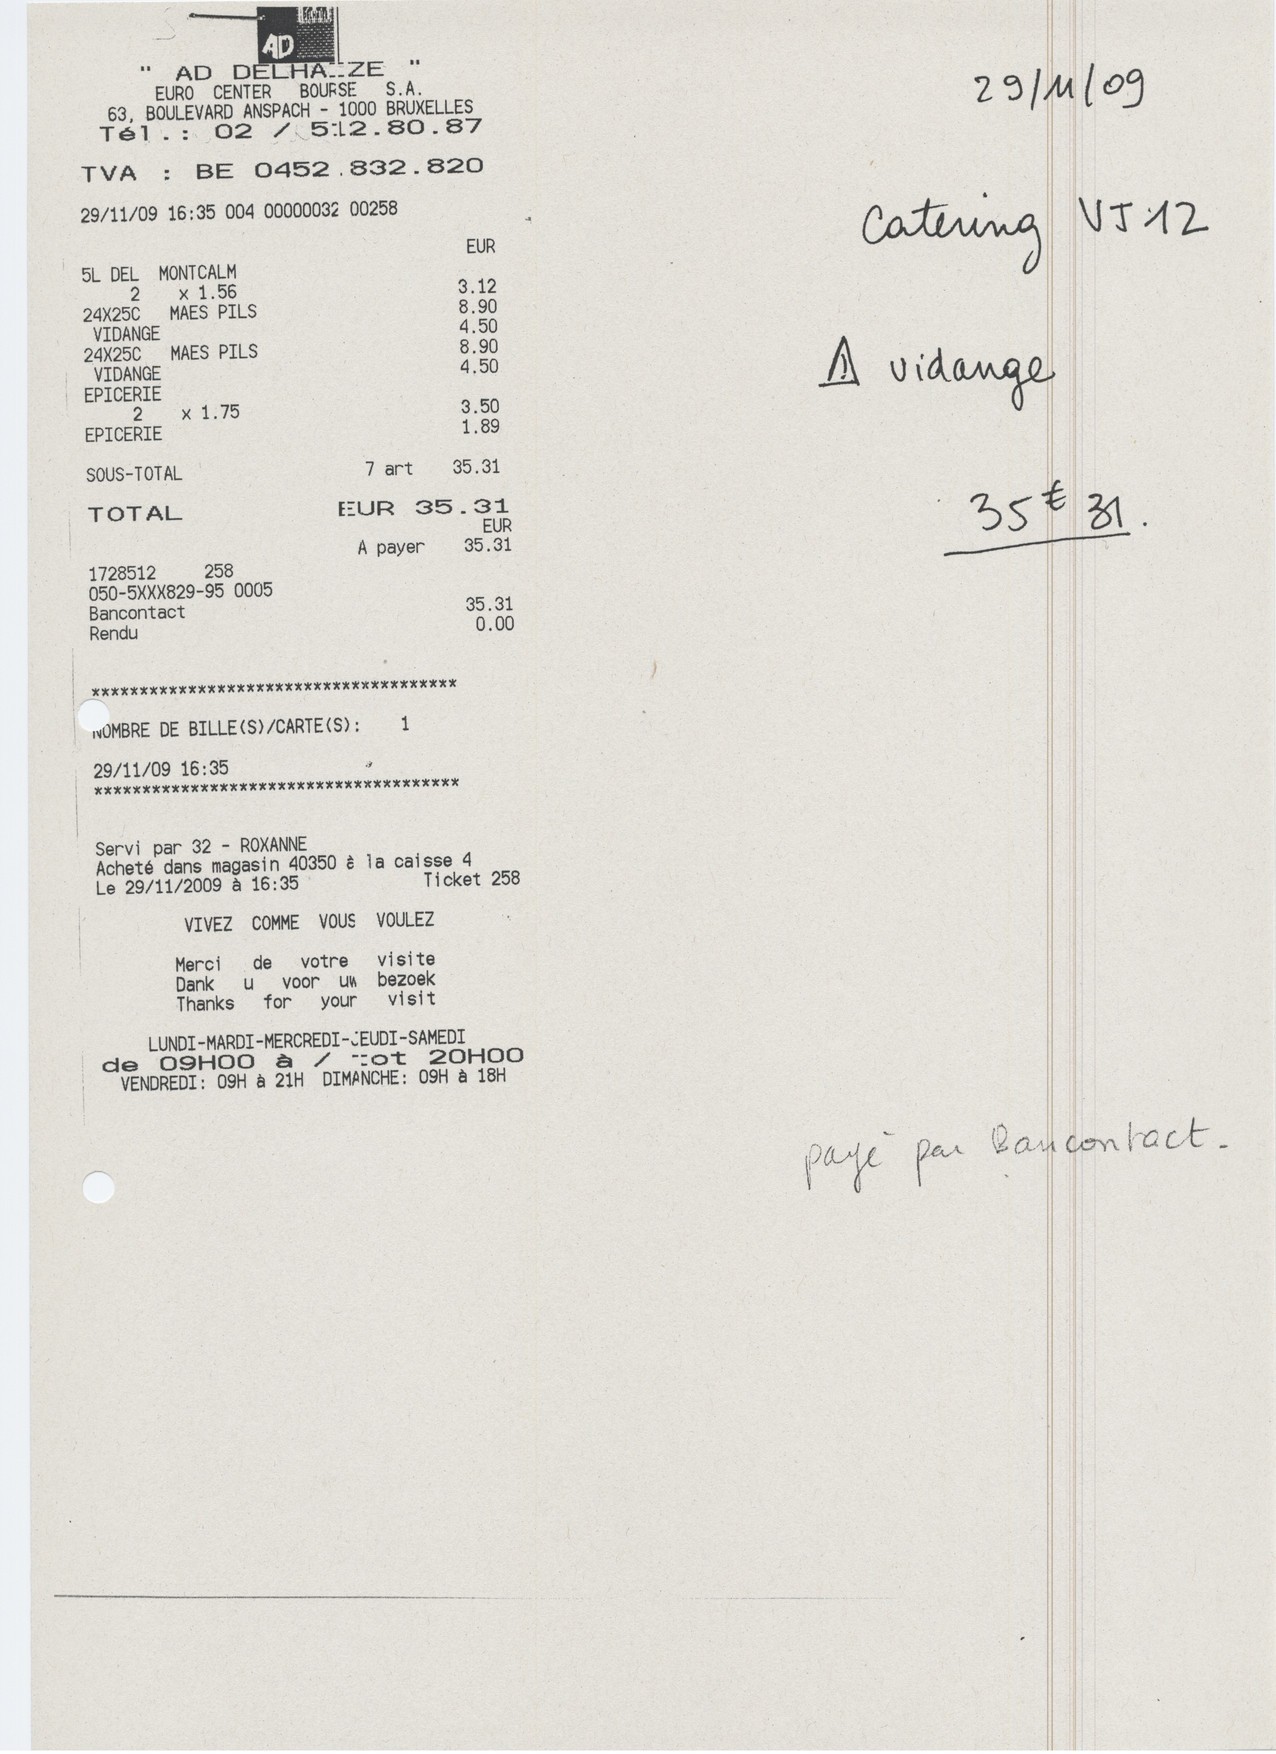 AD
" AD DELHAIZE "
EURO CENTER BOURSE S.A.
63, BOULEVARD ANSPACH - 1000 BRUXELLES
Tél.: 02 / 512.80.87
TVA : BE 0452.832.820
29/11/09 16:35 004 00000032 00258
EUR
5L DEL MONTCALM
2 x 1.56 3.12
24X25C MAES PILS 8.90
VIDANGE 4.50
24X25C MAES PILS 8.90
VIDANGE 4.50
EPICERIE
2 x 1.75 3.50
EPICERIE 1.89
SOUS-TOTAL 7 art 35.31
TOTAL EUR 35.31
EUR
A payer 35.31
1728512 258
050-5XXX829-95 0005
Bancontact 35.31
Rendu 0.00
**************************************
NOMBRE DE BILLE(S)/CARTE(S): 1
29/11/09 16:35
**************************************
Servi par 32 - ROXANNE
Acheté dans magasin 40350 à la caisse 4
Le 29/11/2009 à 16:35 Ticket 258
VIVEZ COMME VOUS VOULEZ
Merci de votre visite
Dank u voor uw bezoek
Thanks for your visit
LUNDI-MARDI-MERCREDI-JEUDI-SAMEDI
de 09H00 à / tot 20H00
VENDREDI: 09H à 21H DIMANCHE: 09H à 18H
29/11/09
Catering VJ12
⚠ vidange
35€31.
payé par Bancontact-